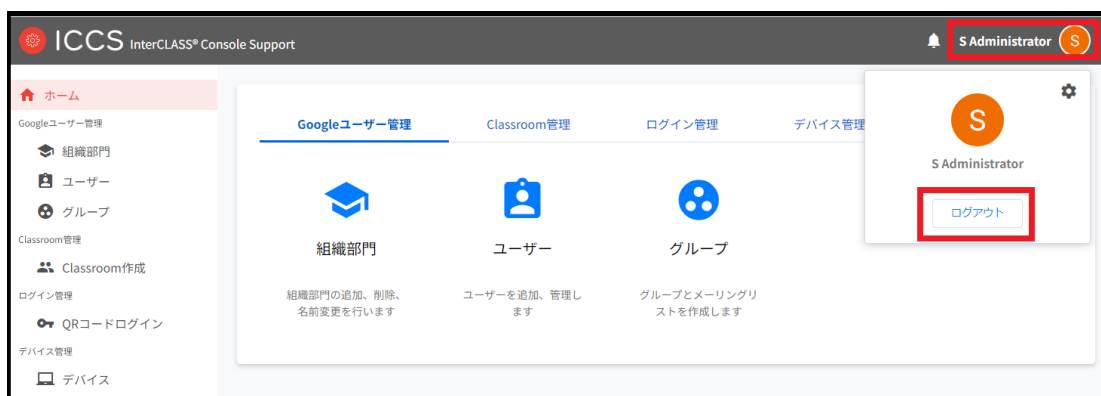 ICCS InterCLASS® Console Support
S Administrator
S
ホーム
Googleユーザー管理
組織部門
ユーザー
グループ
Classroom管理
Classroom作成
ログイン管理
QRコードログイン
デバイス管理
デバイス
Googleユーザー管理
Classroom管理
ログイン管理
デバイス管理
組織部門
組織部門の追加、削除、
名前変更を行います
ユーザー
ユーザーを追加、管理し
ます
グループ
グループとメーリングリ
ストを作成します
S
S Administrator
ログアウト